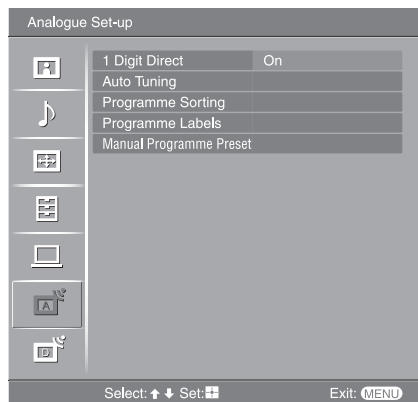 Analogue Set-up
1 Digit Direct On
Auto Tuning
Programme Sorting
Programme Labels
Manual Programme Preset
A
D
Select: Set: Exit: MENU